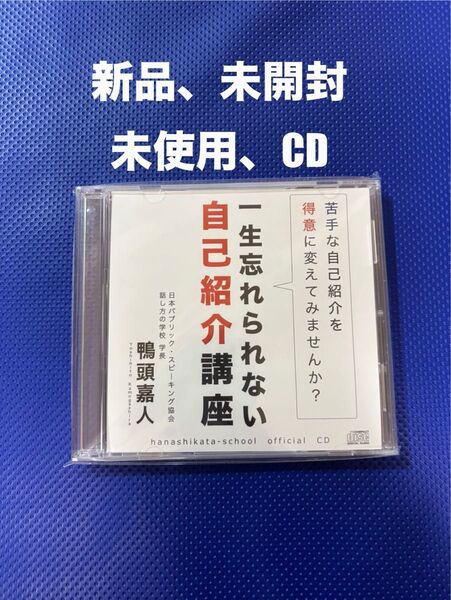 新品、未開封
未使用、CD
苦手な自己紹介を
得意に変えてみませんか？
一生忘れられない
自己紹介講座
日本パブリック・スピーキング協会
話し方の学校 学長
鴨頭嘉人
Yoshihito Kamogashira
hanashikata-school official CD